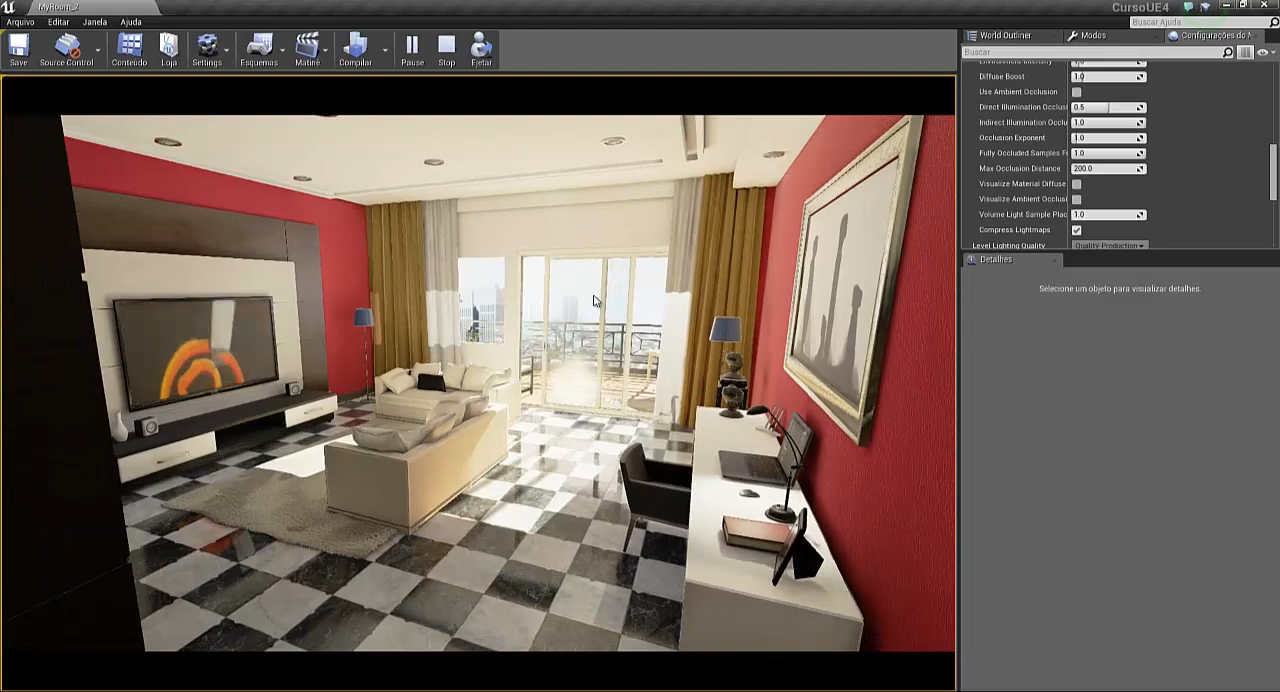 MyRoom_2
CursoUE4
Arquivo Editar Janela Ajuda
Buscar Ajuda
World Outliner Modos Configurações do
Save Source Control Conteúdo Loja Settings Esquemas Matinê Compilar Pause Stop Ejetar
Buscar
Environment Intensity
Diffuse Boost 1.0
Use Ambient Occlusion
Direct Illumination Occlus 0.5
Indirect Illumination Occlu 1.0
Occlusion Exponent 1.0
Fully Occluded Samples F 1.0
Max Occlusion Distance 200.0
Visualize Material Diffuse
Visualize Ambient Occlusi
Volume Light Sample Plac 1.0
Compress Lightmaps
Level Lighting Quality Quality Production
Detalhes
Selecione um objeto para visualizar detalhes.